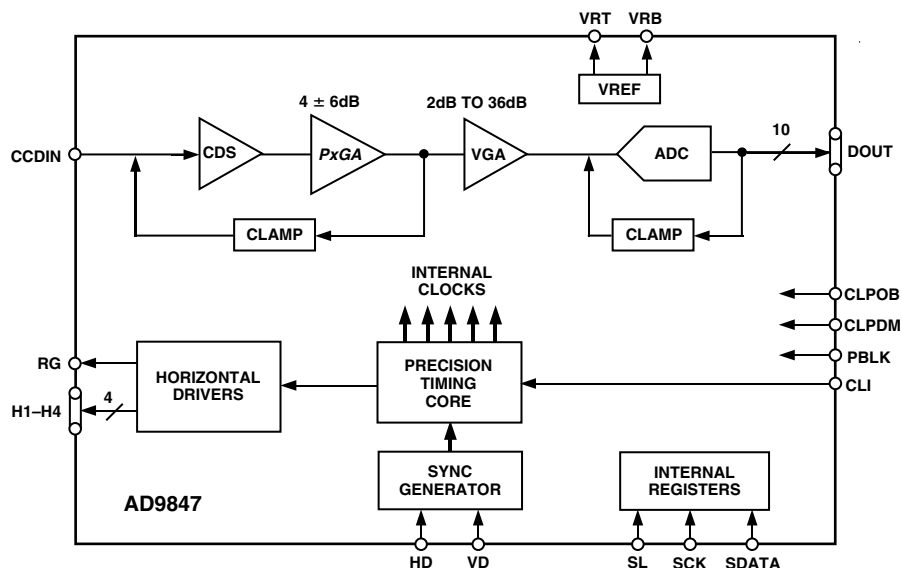 VRT VRB
VREF
4 ± 6dB 2dB TO 36dB
10
CCDIN CDS PxGA VGA ADC DOUT
CLAMP CLAMP
INTERNAL
CLOCKS
CLPOB
CLPDM
PBLK
CLI
RG
H1–H4 4
HORIZONTAL
DRIVERS
PRECISION
TIMING
CORE
SYNC
GENERATOR
INTERNAL
REGISTERS
AD9847
HD VD SL SCK SDATA